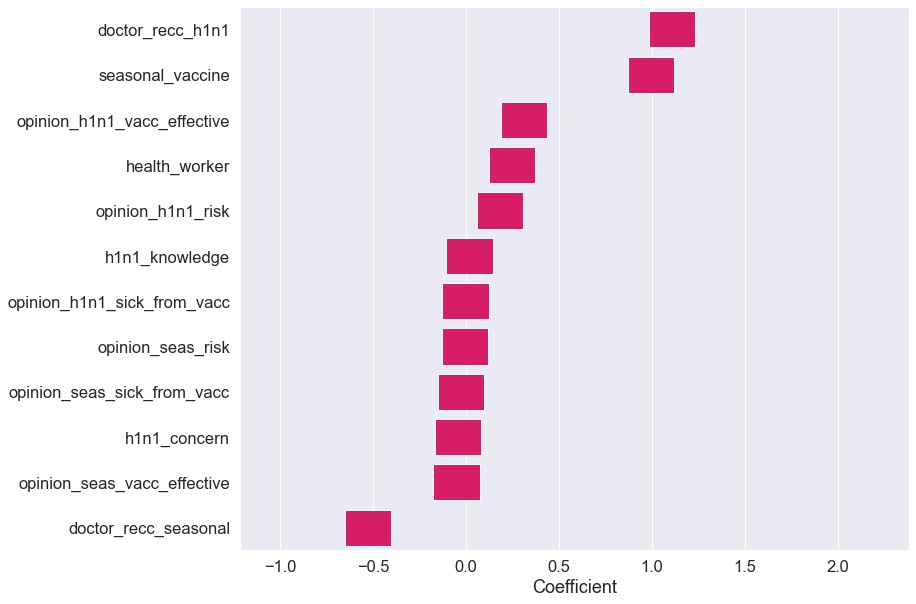 doctor_recc_h1n1
seasonal_vaccine
opinion_h1n1_vacc_effective
health_worker
opinion_h1n1_risk
h1n1_knowledge
opinion_h1n1_sick_from_vacc
opinion_seas_risk
opinion_seas_sick_from_vacc
h1n1_concern
opinion_seas_vacc_effective
doctor_recc_seasonal
−1.0 −0.5 0.0 0.5 1.0 1.5 2.0
Coefficient